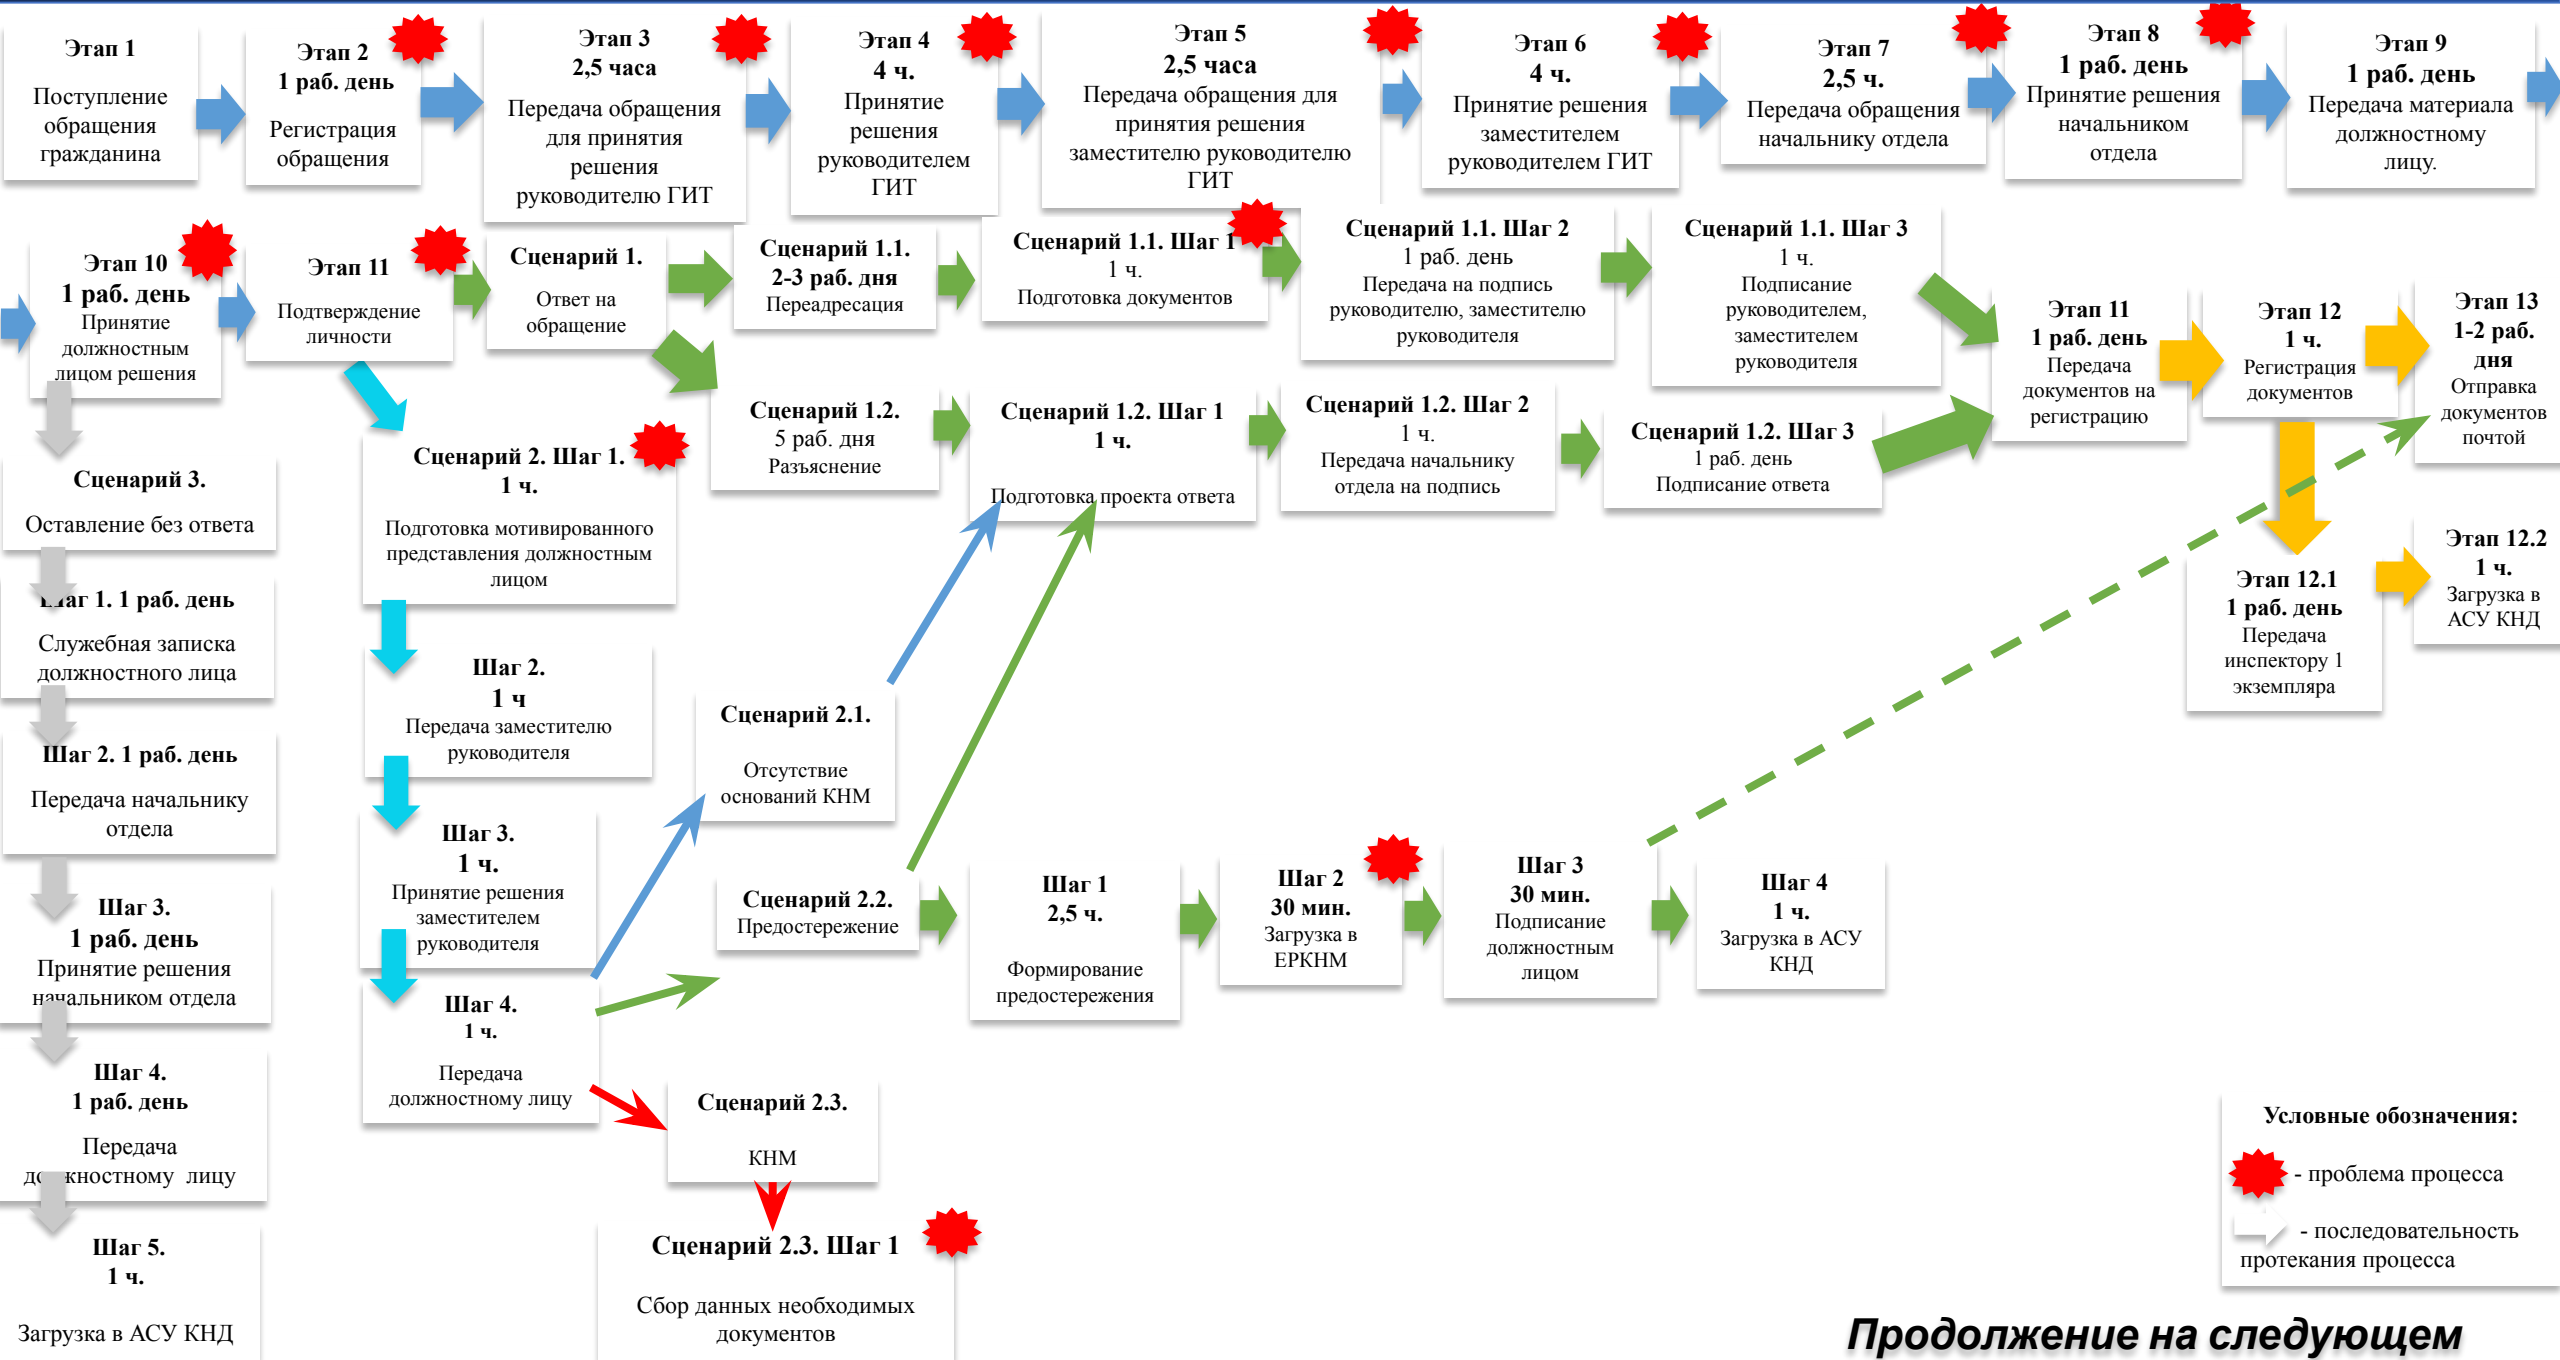 Этап 1
Поступление
обращения
гражданина
Этап 2
1 раб. день
Регистрация
обращения
Этап 3
2,5 часа
Передача обращения
для принятия
решения
руководителю ГИТ
Этап 4
4 ч.
Принятие
решения
руководителем
ГИТ
Этап 5
2,5 часа
Передача обращения для
принятия решения
заместителю руководителю
ГИТ
Этап 6
4 ч.
Принятие решения
заместителем
руководителем ГИТ
Этап 7
2,5 ч.
Передача обращения
начальнику отдела
Этап 8
1 раб. день
Принятие решения
начальником
отдела
Этап 9
1 раб. день
Передача материала
должностному
лицу.
Этап 10
1 раб. день
Принятие
должностным
лицом решения
Этап 11
Подтверждение
личности
Сценарий 1.
Ответ на
обращение
Сценарий 1.1.
2-3 раб. дня
Переадресация
Сценарий 1.1. Шаг 1
1 ч.
Подготовка документов
Сценарий 1.1. Шаг 2
1 раб. день
Передача на подпись
руководителю, заместителю
руководителя
Сценарий 1.1. Шаг 3
1 ч.
Подписание
руководителем,
заместителем
руководителя
Этап 11
1 раб. день
Передача
документов на
регистрацию
Этап 12
1 ч.
Регистрация
документов
Этап 13
1-2 раб.
дня
Отправка
документов
почтой
Сценарий 1.2.
5 раб. дня
Разъяснение
Сценарий 1.2. Шаг 1
1 ч.
Подготовка проекта ответа
Сценарий 1.2. Шаг 2
1 ч.
Передача начальнику
отдела на подпись
Сценарий 1.2. Шаг 3
1 раб. день
Подписание ответа
Этап 12.1
1 раб. день
Передача
инспектору 1
экземпляра
Этап 12.2
1 ч.
Загрузка в
АСУ КНД
Сценарий 3.
Оставление без ответа
Шаг 1. 1 раб. день
Служебная записка
должностного лица
Шаг 2. 1 раб. день
Передача начальнику
отдела
Шаг 3.
1 раб. день
Принятие решения
начальником отдела
Шаг 4.
1 раб. день
Передача
должностному лицу
Шаг 5.
1 ч.
Загрузка в АСУ КНД
Сценарий 2. Шаг 1.
1 ч.
Подготовка мотивированного
представления должностным
лицом
Шаг 2.
1 ч
Передача заместителю
руководителя
Шаг 3.
1 ч.
Принятие решения
заместителем
руководителя
Шаг 4.
1 ч.
Передача
должностному лицу
Сценарий 2.1.
Отсутствие
оснований КНМ
Сценарий 2.2.
Предостережение
Шаг 1
2,5 ч.
Формирование
предостережения
Шаг 2
30 мин.
Загрузка в
ЕРКНМ
Шаг 3
30 мин.
Подписание
должностным
лицом
Шаг 4
1 ч.
Загрузка в АСУ
КНД
Сценарий 2.3.
КНМ
Сценарий 2.3. Шаг 1
Сбор данных необходимых
документов
Условные обозначения:
- проблема процесса
- последовательность
протекания процесса
Продолжение на следующем